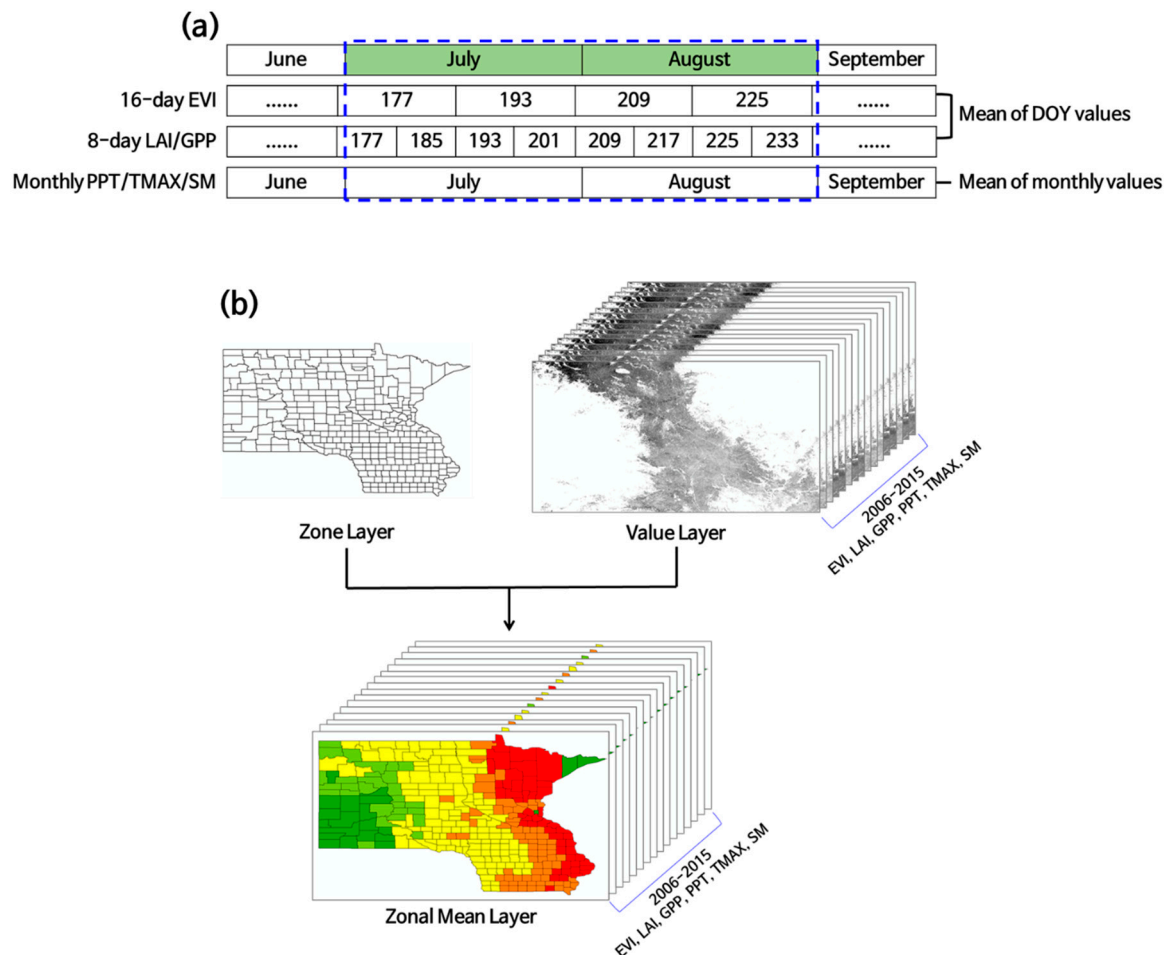 (a)
June July August September
16-day EVI ...... 177 193 209 225 ...... Mean of DOY values
8-day LAI/GPP ...... 177 185 193 201 209 217 225 233 ......
Monthly PPT/TMAX/SM June July August September Mean of monthly values
(b)
Zone Layer
Value Layer
2006-2015
EVI, LAI, GPP, PPT, TMAX, SM
Zonal Mean Layer
2006-2015
EVI, LAI, GPP, PPT, TMAX, SM